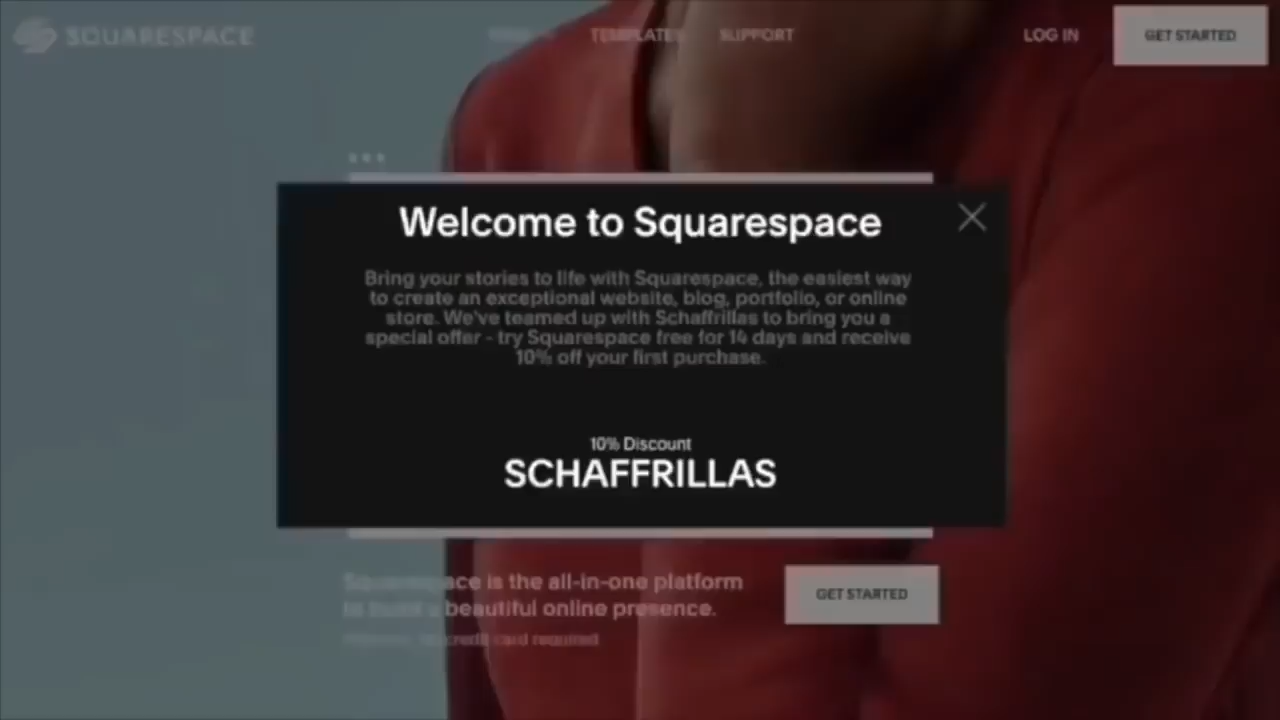 SQUARESPACE
TEMPLATES
SUPPORT
LOG IN
GET STARTED
Welcome to Squarespace
Bring your stories to life with Squarespace, the easiest way
to create an exceptional website, blog, portfolio, or online
store. We've teamed up with Schaffrillas to bring you a
special offer - try Squarespace free for 14 days and receive
10% off your first purchase.
10% Discount
SCHAFFRILLAS
Squarespace is the all-in-one platform
to build a beautiful online presence.
GET STARTED
credit card required